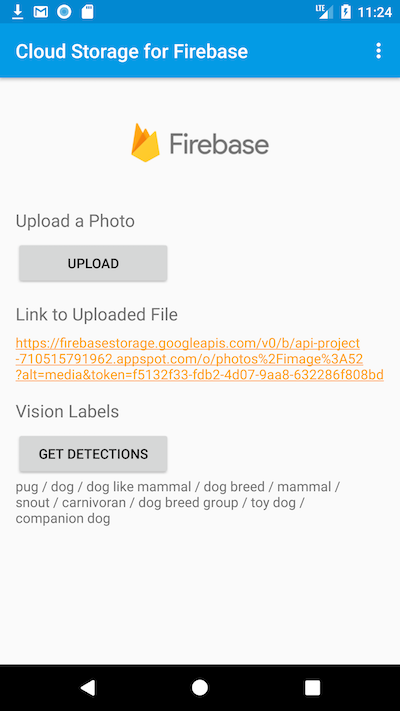 LTE 11:24
Cloud Storage for Firebase
Firebase
Upload a Photo
UPLOAD
Link to Uploaded File
https://firebasestorage.googleapis.com/v0/b/api-project
-710515791962.appspot.com/o/photos%2Fimage%3A52
?alt=media&token=f5132f33-fdb2-4d07-9aa8-632286f808bd
Vision Labels
GET DETECTIONS
pug / dog / dog like mammal / dog breed / mammal /
snout / carnivoran / dog breed group / toy dog /
companion dog